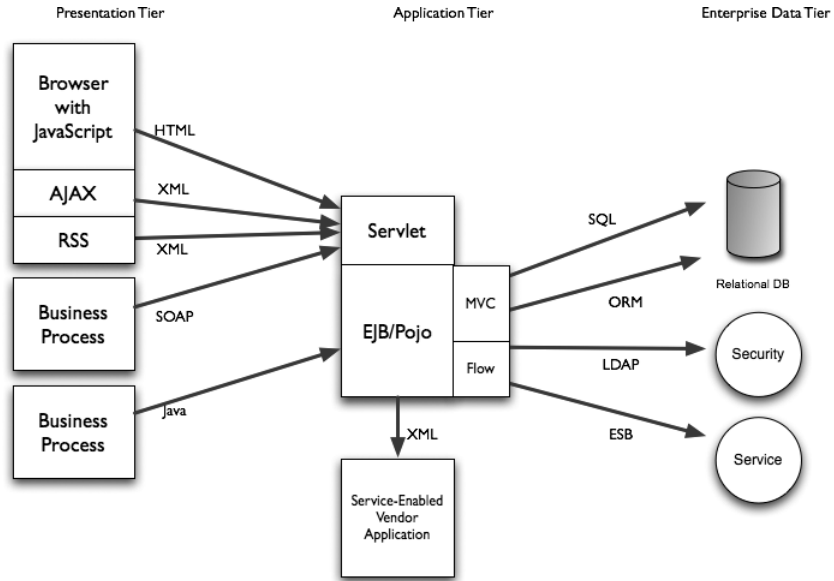 Presentation Tier
Application Tier
Enterprise Data Tier
Browser
with
JavaScript
AJAX
RSS
Business
Process
Business
Process
HTML
XML
XML
SOAP
Java
Servlet
EJB/Pojo
MVC
Flow
XML
Service-Enabled
Vendor
Application
SQL
ORM
LDAP
ESB
Relational DB
Security
Service